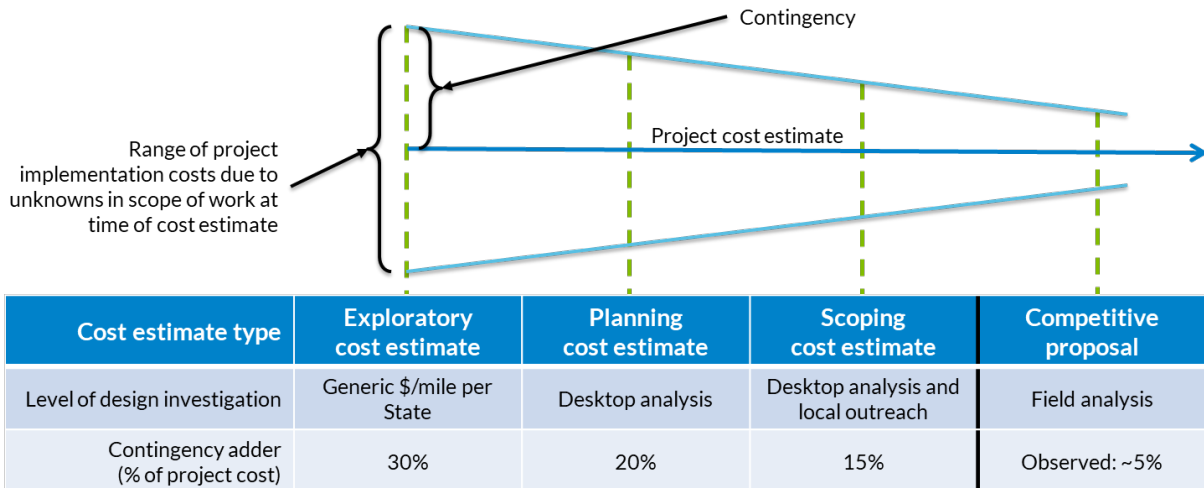 Contingency
Project cost estimate
Range of project
implementation costs due to
unknowns in scope of work at
time of cost estimate
Cost estimate type
Exploratory
cost estimate
Planning
cost estimate
Scoping
cost estimate
Competitive
proposal
Level of design investigation
Generic $/mile per
State
Desktop analysis
Desktop analysis and
local outreach
Field analysis
Contingency adder
(% of project cost)
30%
20%
15%
Observed: ~5%